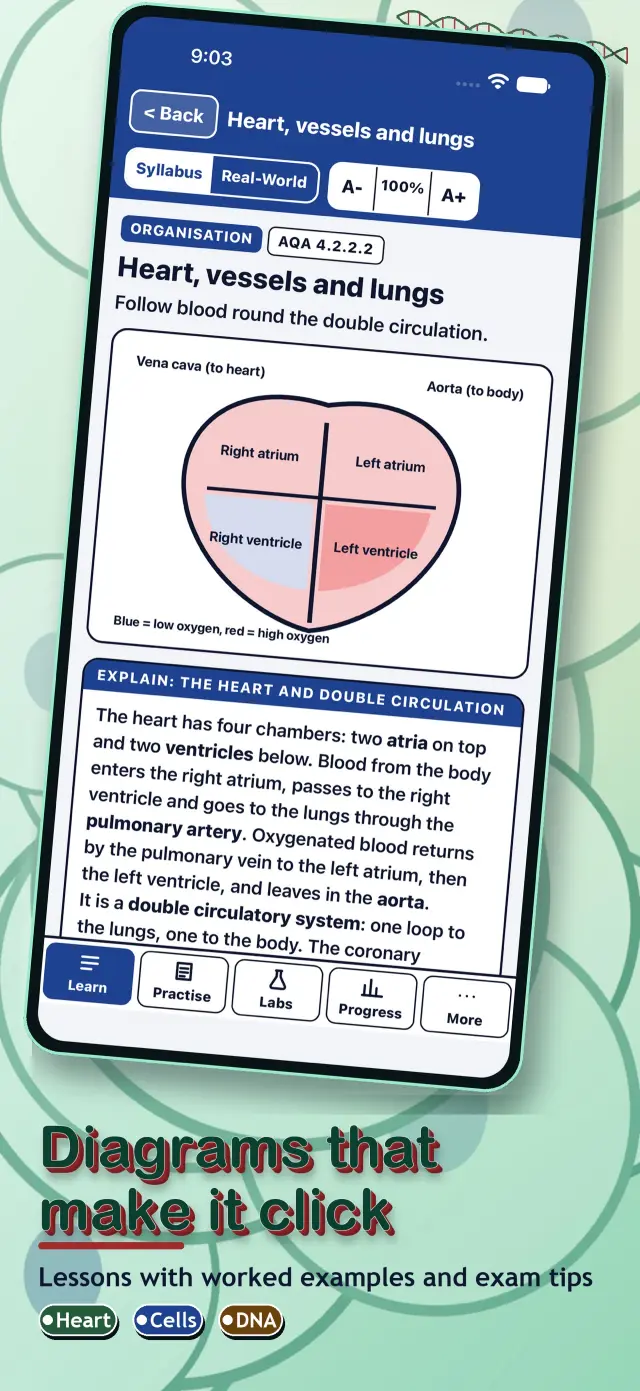 9:03
< Back
Heart, vessels and lungs
Syllabus
Real-World
A-
100%
A+
ORGANISATION
AQA 4.2.2.2
Heart, vessels and lungs
Follow blood round the double circulation.
Vena cava (to heart)
Aorta (to body)
Right atrium
Left atrium
Right ventricle
Left ventricle
Blue = low oxygen, red = high oxygen
EXPLAIN: THE HEART AND DOUBLE CIRCULATION
The heart has four chambers: two atria on top
and two ventricles below. Blood from the body
enters the right atrium, passes to the right
ventricle and goes to the lungs through the
pulmonary artery. Oxygenated blood returns
by the pulmonary vein to the left atrium, then
the left ventricle, and leaves in the aorta.
It is a double circulatory system: one loop to
the lungs, one to the body. The coronary
Learn
Practise
Labs
Progress
... More
Diagrams that
make it click
Lessons with worked examples and exam tips
Heart
Cells
DNA